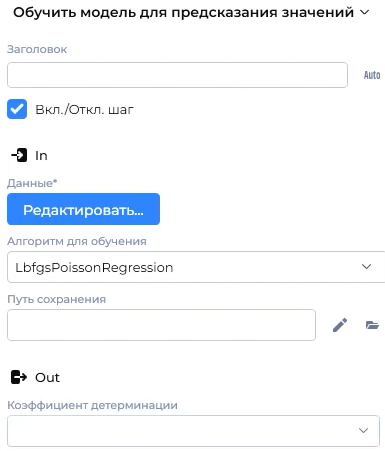 Обучить модель для предсказания значений
Заголовок
Auto
Вкл./Откл. шаг
In
Данные*
Редактировать...
Алгоритм для обучения
LbfgsPoissonRegression
Путь сохранения
Out
Коэффициент детерминации